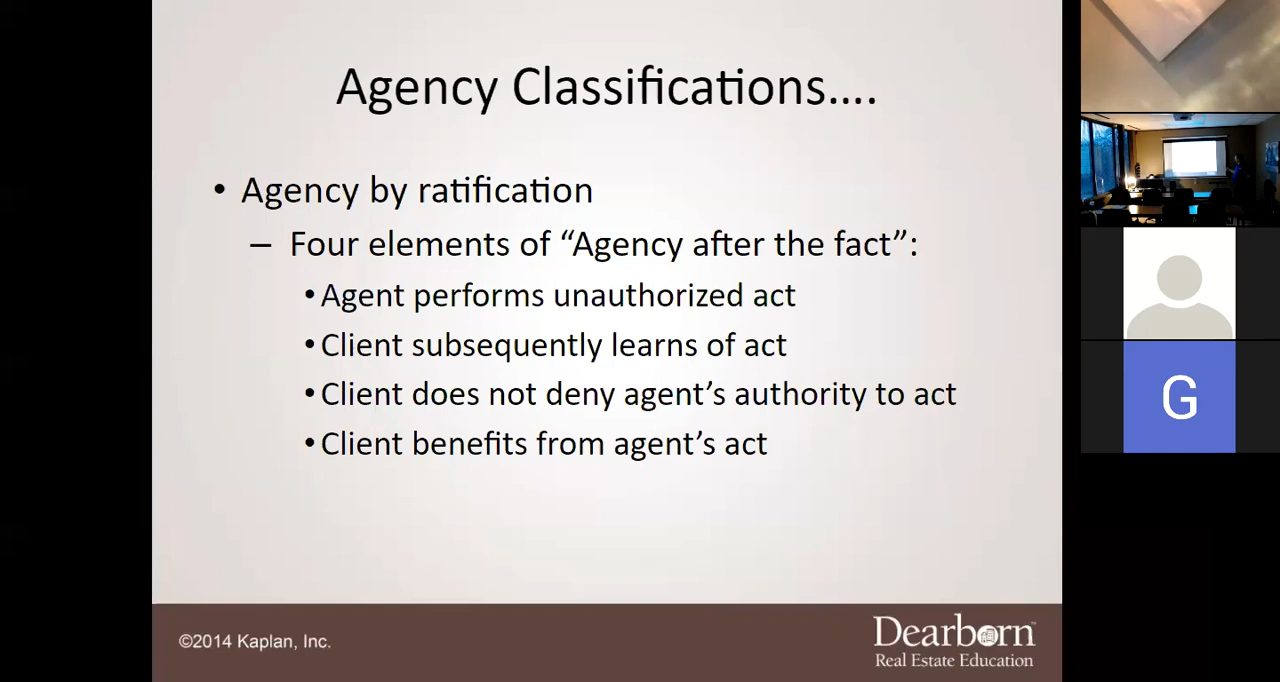 Agency Classifications….
• Agency by ratification
– Four elements of “Agency after the fact”:
• Agent performs unauthorized act
• Client subsequently learns of act
• Client does not deny agent’s authority to act
• Client benefits from agent’s act
G
©2014 Kaplan, Inc.
Dearborn™
Real Estate Education